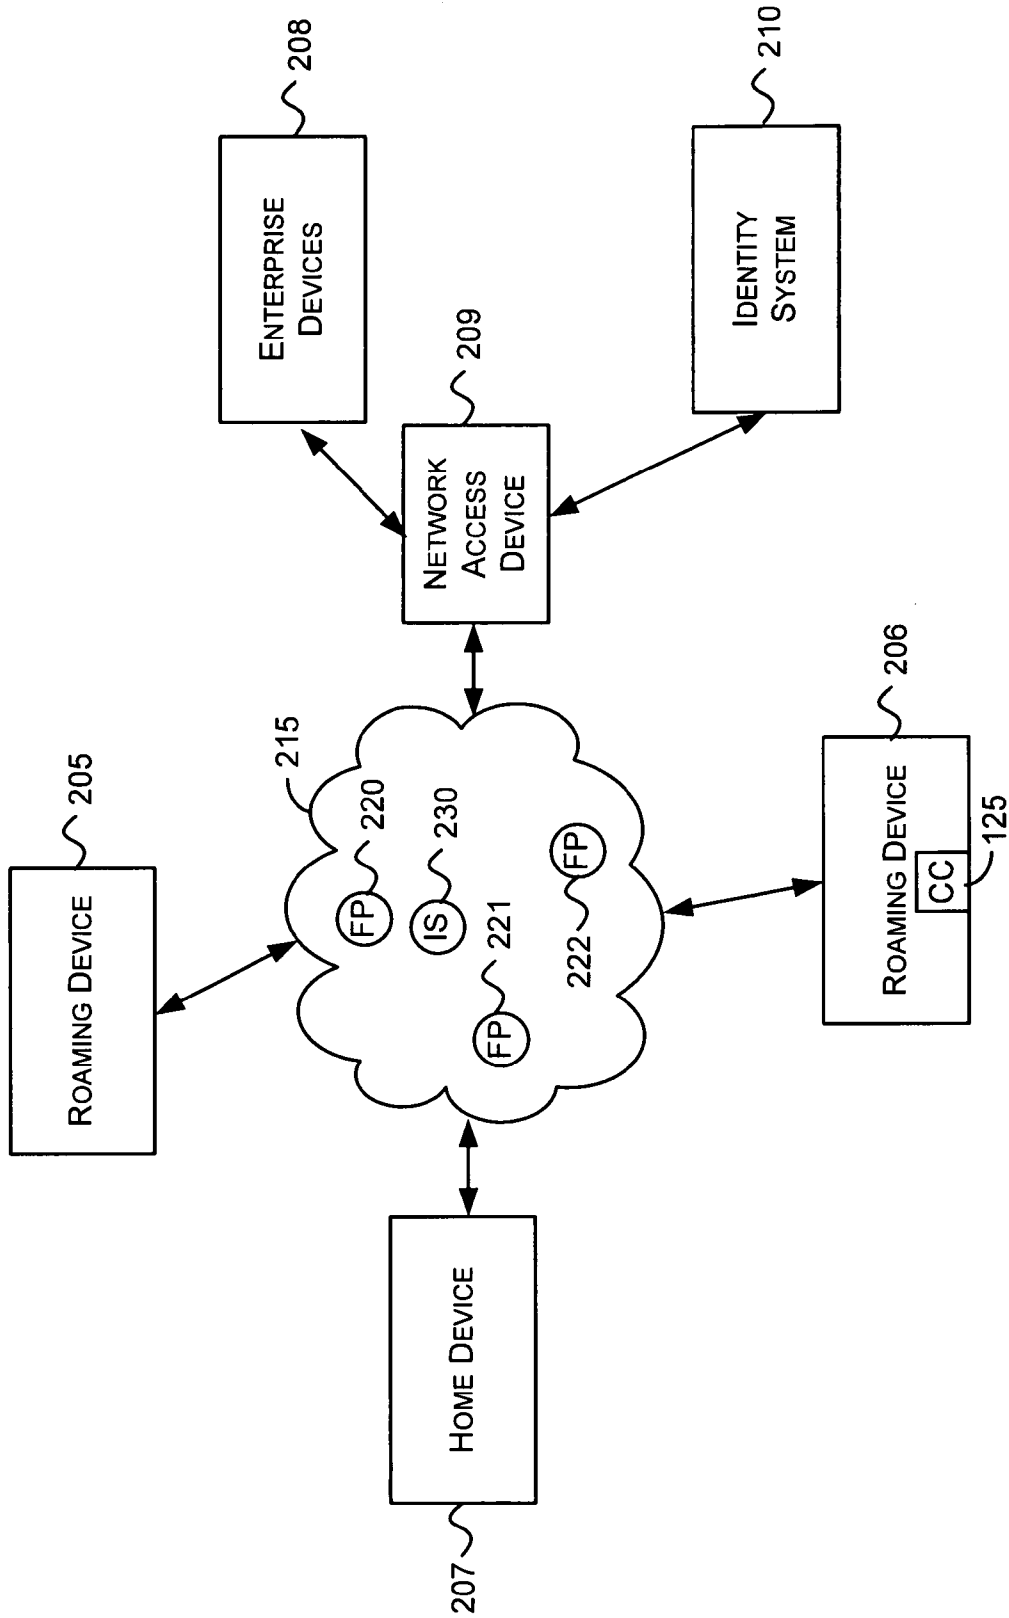 ROAMING DEVICE
205
ENTERPRISE
DEVICES
208
215
FP
220
IS
230
FP
221
FP
222
NETWORK
ACCESS
DEVICE
209
HOME DEVICE
207
ROAMING DEVICE
206
CC
125
IDENTITY
SYSTEM
210